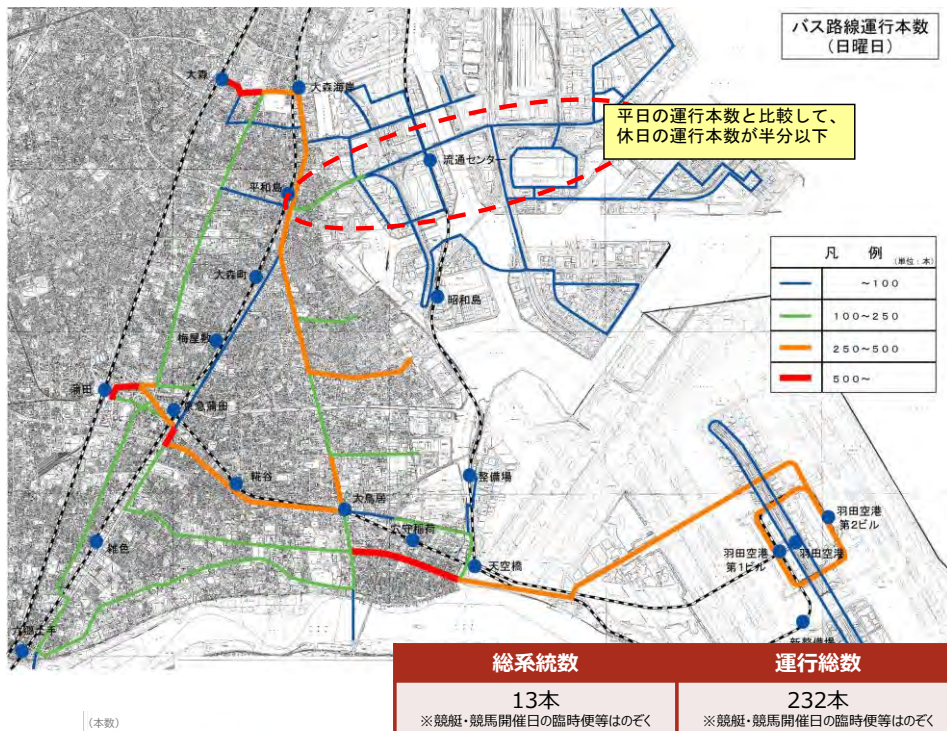 バス路線運行本数
(日曜日)
大森
大森海岸
平日の運行本数と比較して、
休日の運行本数が半分以下
流通センター
平和島
凡 例
(単位:本)
~100
100~250
250~500
500~
大森町
昭和島
梅屋敷
蒲田
京急蒲田
糀谷
整備場
大鳥居
穴守稲荷
天空橋
雑色
羽田空港
第2ビル
羽田空港
第1ビル
羽田空港
六郷土手
新整備場
総系統数
運行総数
13本
232本
※競艇・競馬開催日の臨時便等はのぞく
※競艇・競馬開催日の臨時便等はのぞく
(本数)